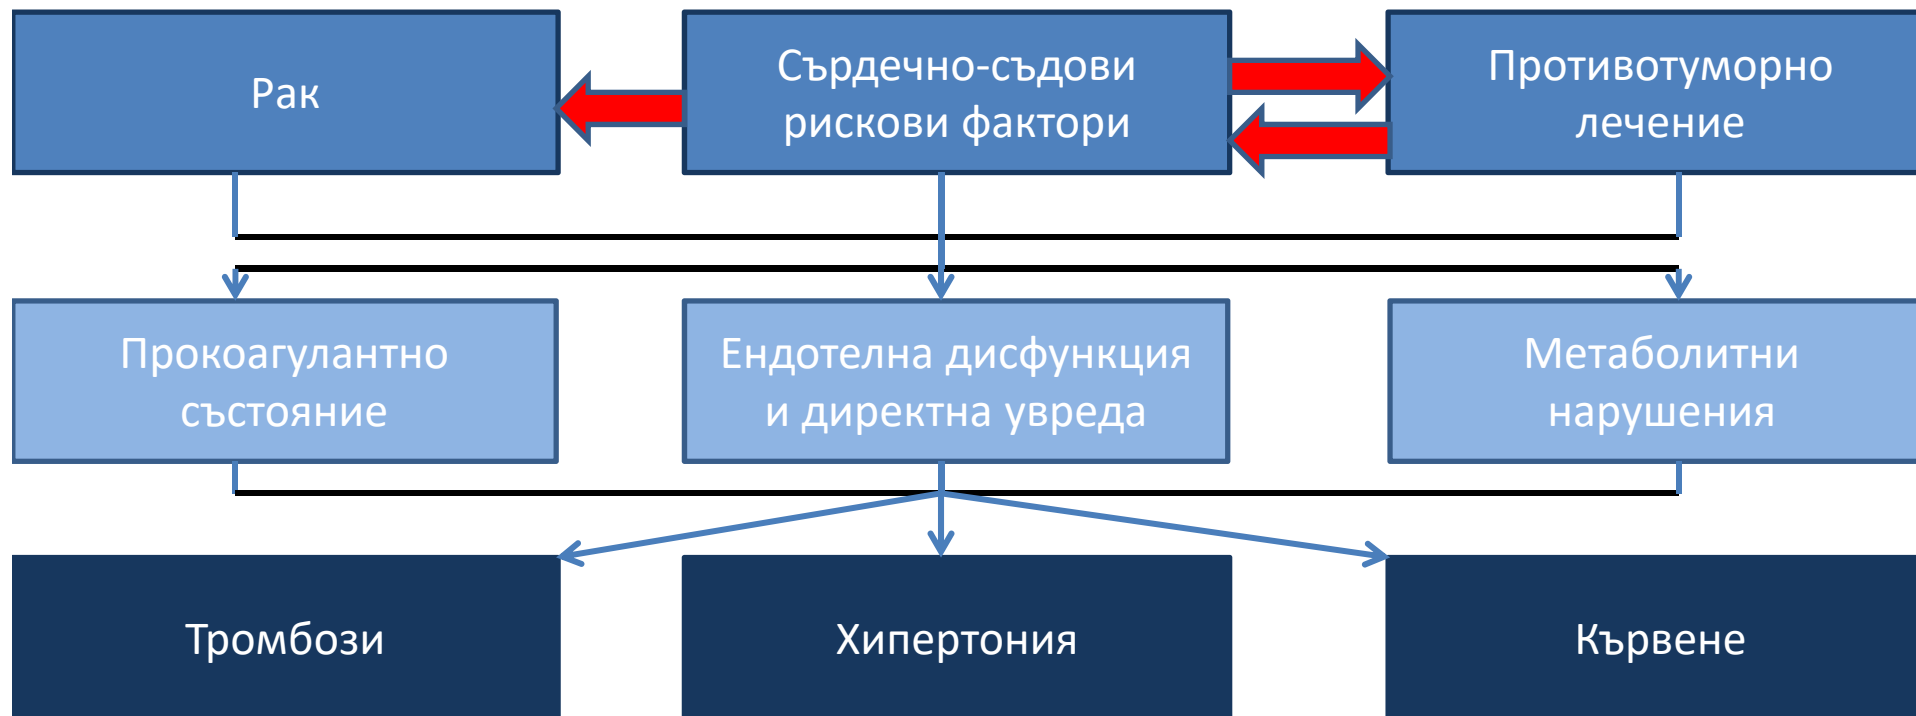 Рак
Сърдечно-съдови
рискови фактори
Противотуморно
лечение
Прокоагулантно
състояние
Ендотелна дисфункция
и директна увреда
Метаболитни
нарушения
Тромбози
Хипертония
Кървене